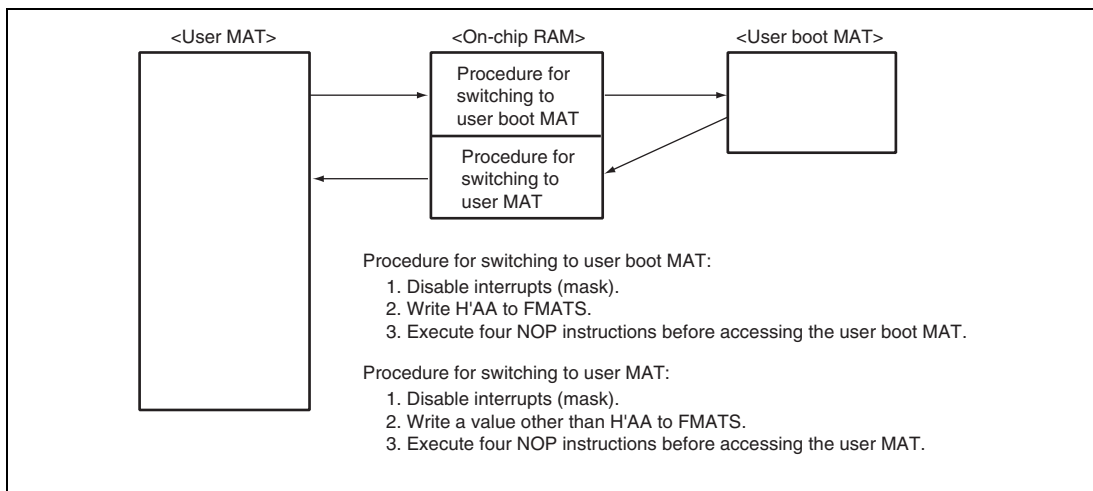 <User MAT>
<On-chip RAM>
<User boot MAT>
Procedure for
switching to
user boot MAT
Procedure for
switching to
user MAT
Procedure for switching to user boot MAT:
1. Disable interrupts (mask).
2. Write H'AA to FMATS.
3. Execute four NOP instructions before accessing the user boot MAT.
Procedure for switching to user MAT:
1. Disable interrupts (mask).
2. Write a value other than H'AA to FMATS.
3. Execute four NOP instructions before accessing the user MAT.